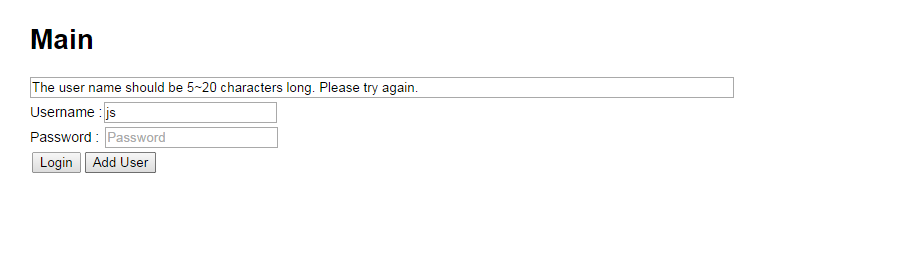 Main
The user name should be 5~20 characters long. Please try again.
Username : js
Password : Password
Login Add User